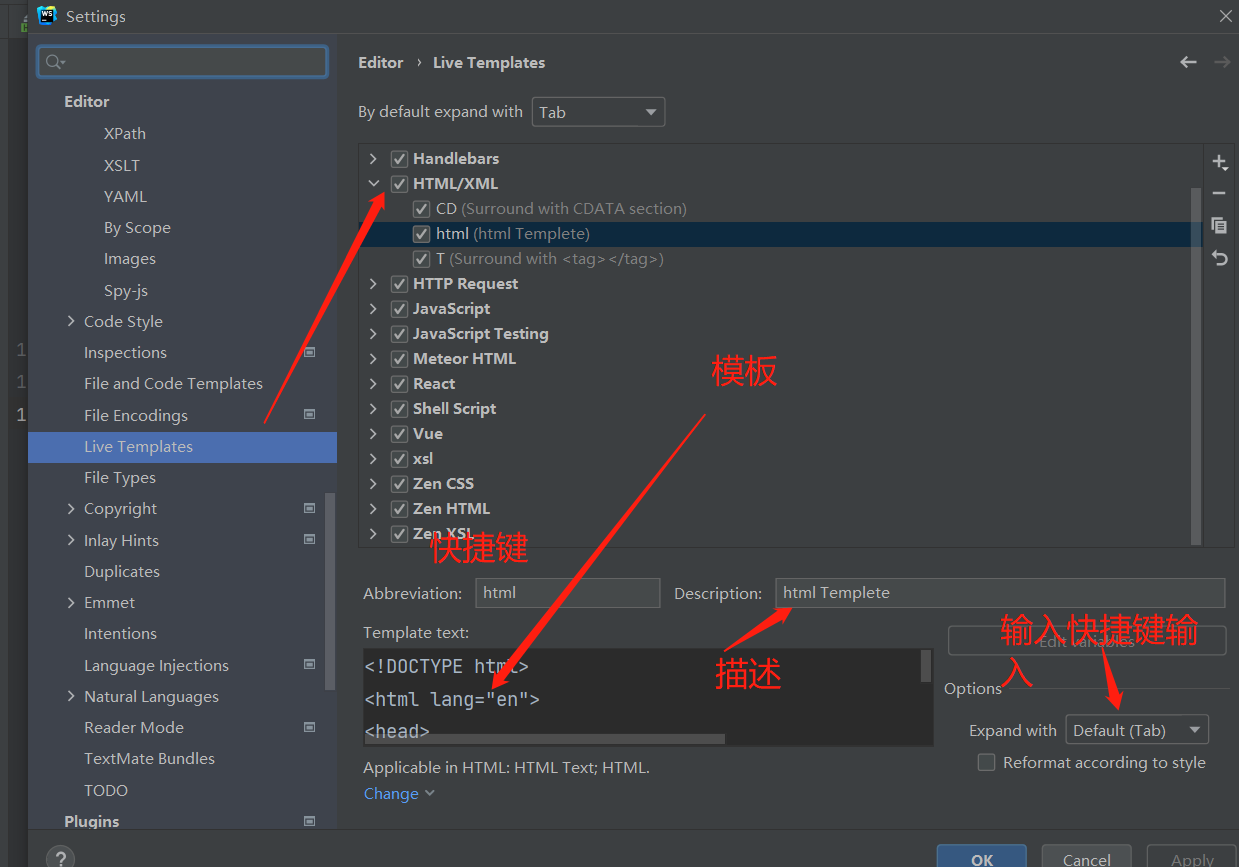 WS Settings
Editor
XPath
XSLT
YAML
By Scope
Images
Spy-js
Code Style
Inspections
File and Code Templates
File Encodings
Live Templates
File Types
Copyright
Inlay Hints
Duplicates
Emmet
Intentions
Language Injections
Natural Languages
Reader Mode
TextMate Bundles
TODO
Plugins
?
1
1
1
Editor › Live Templates
By default expand with Tab
Handlebars
HTML/XML
CD (Surround with CDATA section)
html (html Templete)
T (Surround with <tag></tag>)
HTTP Request
JavaScript
JavaScript Testing
Meteor HTML
React
Shell Script
Vue
xsl
Zen CSS
Zen HTML
Zen XSL
模板
快捷键
Abbreviation: html Description: html Templete
Template text:
<!DOCTYPE html>
<html lang="en">
<head>
描述
Edit variables
输入快捷键输
入
Options
Expand with Default (Tab)
Reformat according to style
Applicable in HTML: HTML Text; HTML.
Change
OK Cancel Apply